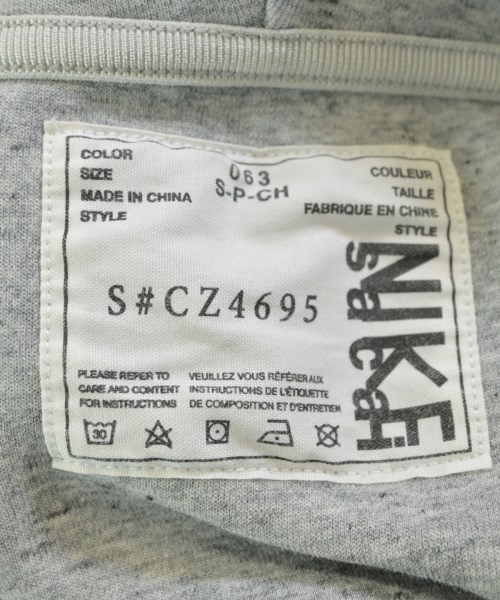 COLOR 063 COULEUR
SIZE S-P-CH TAILLE
MADE IN CHINA FABRIQUE EN CHINE
STYLE STYLE
S#CZ4695
NIKE
sacai
PLEASE REFER TO
CARE AND CONTENT
FOR INSTRUCTIONS
VEUILLEZ VOUS RÉFÉRER AUX
INSTRUCTIONS DE L'ÉTIQUETTE
DE COMPOSITION ET D'ENTRETIEN
30